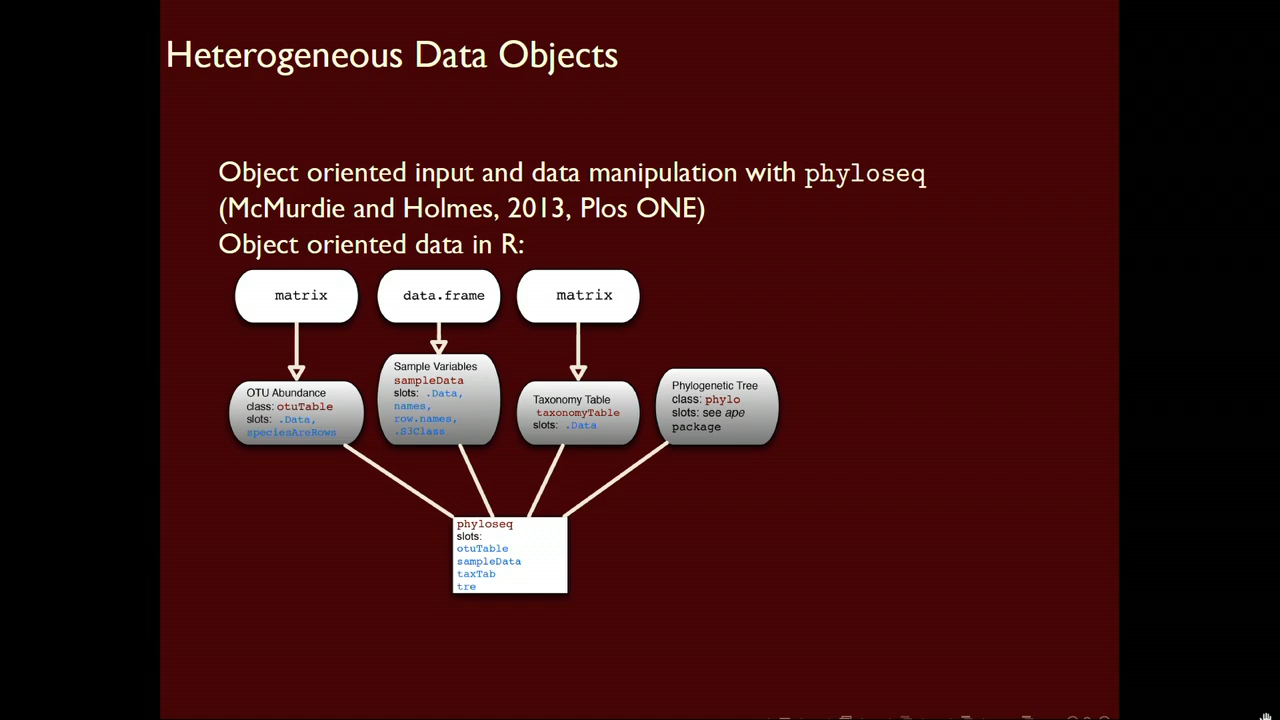 Heterogeneous Data Objects
Object oriented input and data manipulation with phyloseq
(McMurdie and Holmes, 2013, Plos ONE)
Object oriented data in R:
matrix
data.frame
matrix
OTU Abundance
class: otuTable
slots: .Data,
speciesAreRows
Sample Variables
sampleData
slots: .Data,
names,
row.names,
.S3Class
Taxonomy Table
taxonomyTable
slots: .Data
Phylogenetic Tree
class: phylo
slots: see ape
package
phyloseq
slots:
otuTable
sampleData
taxTab
tre